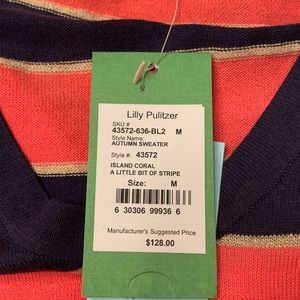 Lilly Pulitzer
SKU #
43572-636-BL2 M
Style Name:
AUTUMN SWEATER
Style #: 43572
ISLAND CORAL
A LITTLE BIT OF STRIPE
Size: M
6 30306 99936 6
Manufacturer's Suggested Price
$128.00